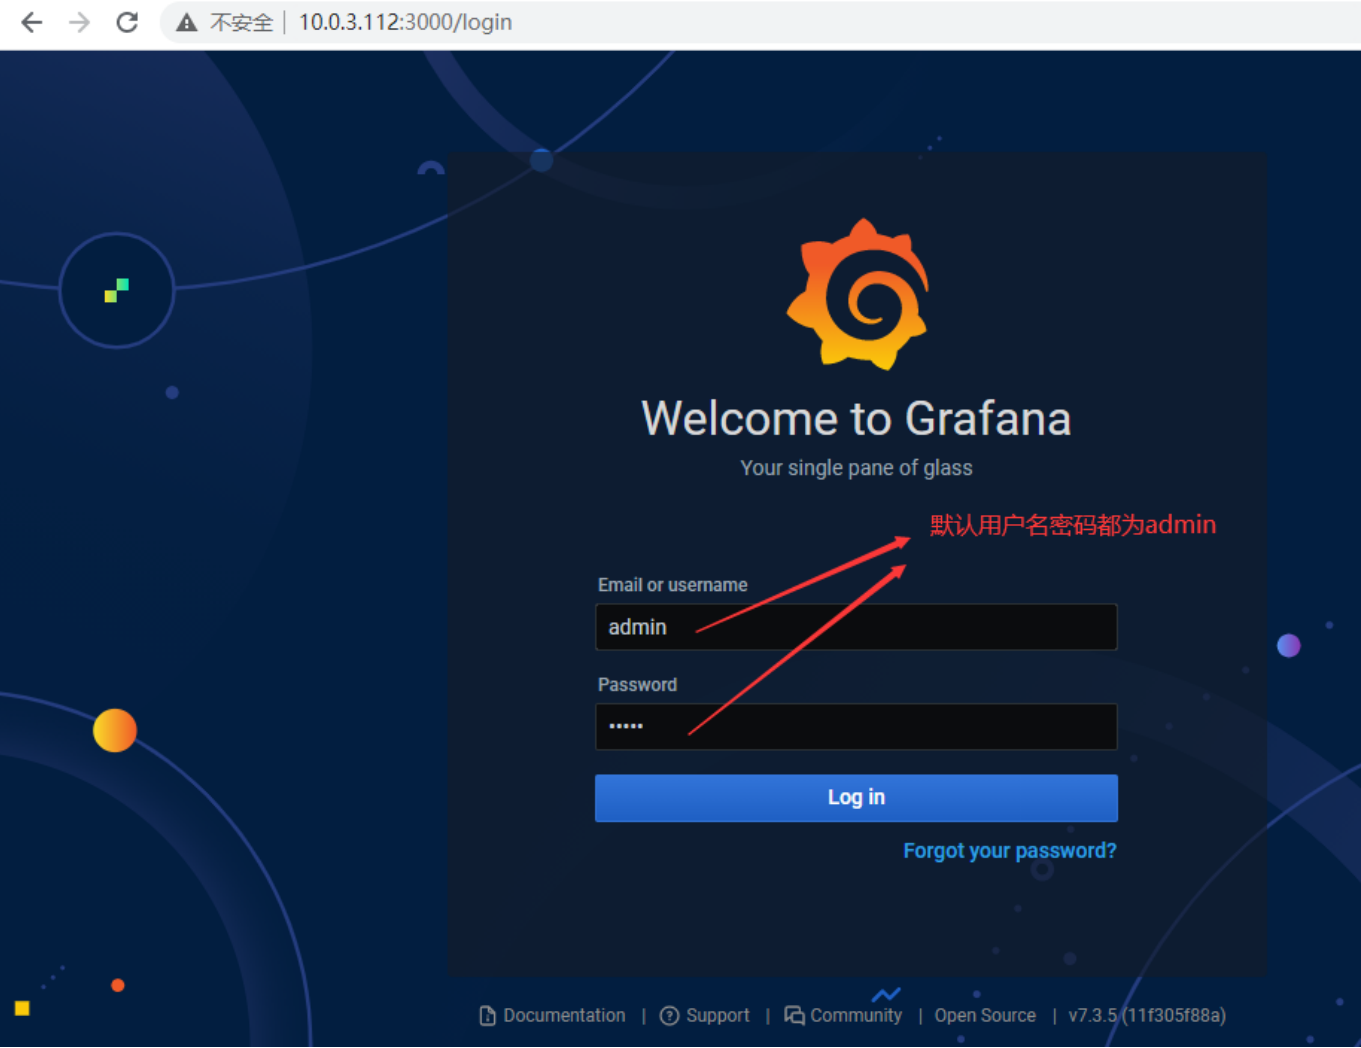 不安全 | 10.0.3.112:3000/login
Welcome to Grafana
Your single pane of glass
默认用户名密码都为admin
Email or username
admin
Password
•••••
Log in
Forgot your password?
Documentation | Support | Community | Open Source | v7.3.5 (11f305f88a)